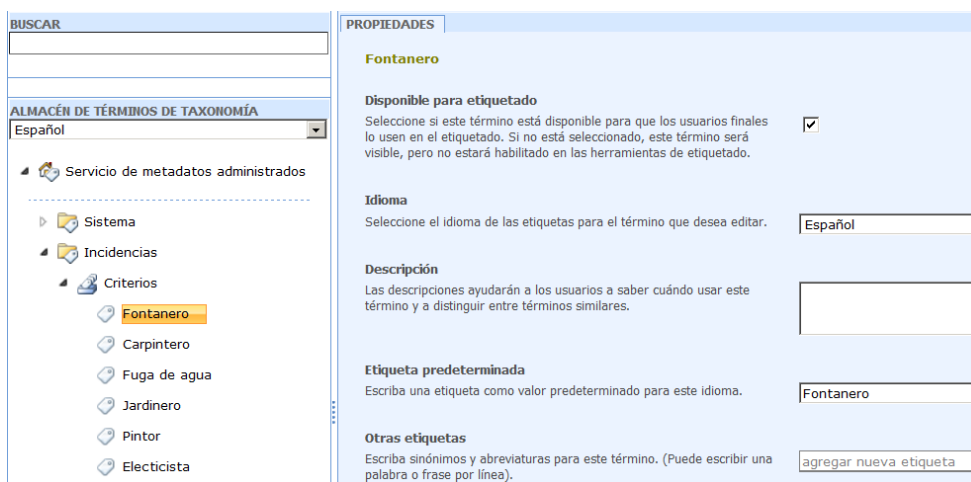 BUSCAR
ALMACÉN DE TÉRMINOS DE TAXONOMÍA
Español
Servicio de metadatos administrados
Sistema
Incidencias
Criterios
Fontanero
Carpintero
Fuga de agua
Jardinero
Pintor
Electicista
PROPIEDADES
Fontanero
Disponible para etiquetado
Seleccione si este término está disponible para que los usuarios finales
lo usen en el etiquetado. Si no está seleccionado, este término será
visible, pero no estará habilitado en las herramientas de etiquetado.
Idioma
Seleccione el idioma de las etiquetas para el término que desea editar.
Español
Descripción
Las descripciones ayudarán a los usuarios a saber cuándo usar este
término y a distinguir entre términos similares.
Etiqueta predeterminada
Escriba una etiqueta como valor predeterminado para este idioma.
Fontanero
Otras etiquetas
Escriba sinónimos y abreviaturas para este término. (Puede escribir una
palabra o frase por línea).
agregar nueva etiqueta